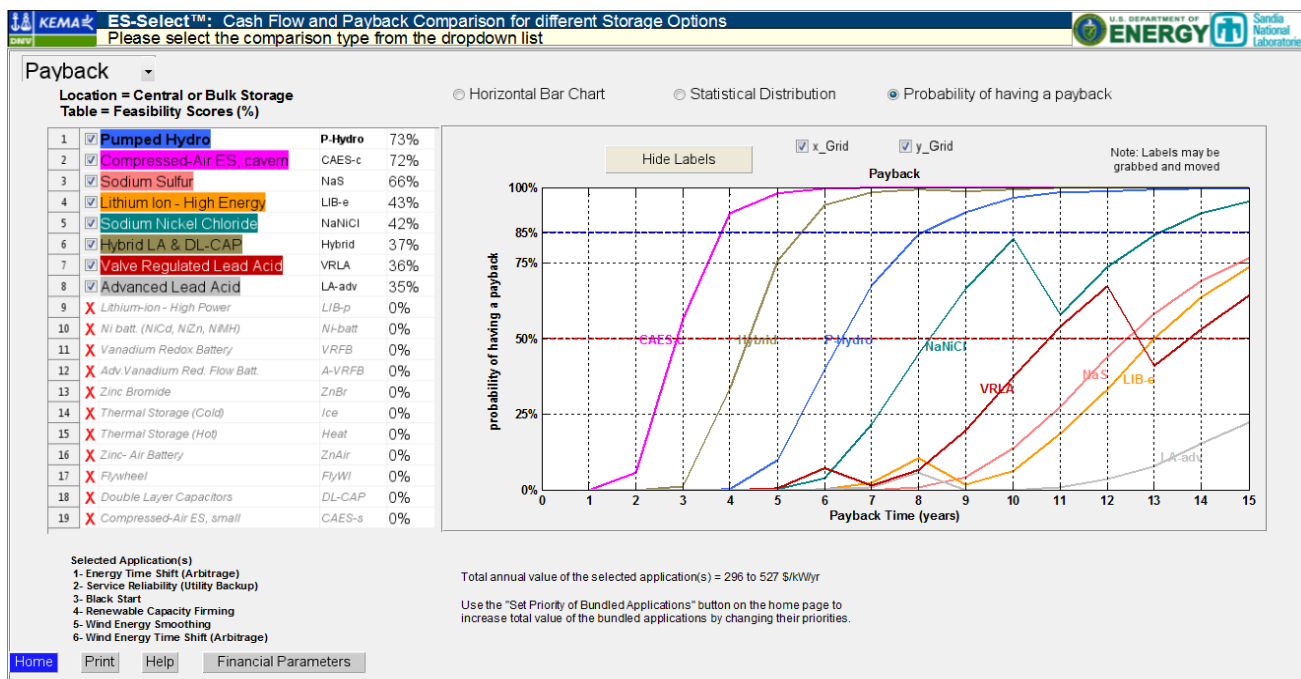 KEMA
DNV
ES-Select™: Cash Flow and Payback Comparison for different Storage Options
Please select the comparison type from the dropdown list
U.S. DEPARTMENT OF
ENERGY
Sandia
National
Laboratories
Payback
Location = Central or Bulk Storage
Table = Feasibility Scores (%)
Horizontal Bar Chart
Statistical Distribution
Probability of having a payback
1 Pumped Hydro P-Hydro 73%
2 Compressed-Air ES, cavern CAES-c 72%
3 Sodium Sulfur NaS 66%
4 Lithium Ion - High Energy LIB-e 43%
5 Sodium Nickel Chloride NaNiCl 42%
6 Hybrid LA & DL-CAP Hybrid 37%
7 Valve Regulated Lead Acid VRLA 36%
8 Advanced Lead Acid LA-adv 35%
9 X Lithium-ion - High Power LIB-p 0%
10 X Ni batt. (NiCd, NiZn, NiMH) Ni-batt 0%
11 X Vanadium Redox Battery VRFB 0%
12 X Adv.Vanadium Red. Flow Batt. A-VRFB 0%
13 X Zinc Bromide ZnBr 0%
14 X Thermal Storage (Cold) Ice 0%
15 X Thermal Storage (Hot) Heat 0%
16 X Zinc- Air Battery ZnAir 0%
17 X Flywheel FlyWl 0%
18 X Double Layer Capacitors DL-CAP 0%
19 X Compressed-Air ES, small CAES-s 0%
Hide Labels
x_Grid
y_Grid
Note: Labels may be
grabbed and moved
Payback
probability of having a payback
100%
85%
75%
50%
25%
0%
CAES-c
Hybrid
P-Hydro
NaNiCl
VRLA
NaS
LIB-e
LA-adv
0 1 2 3 4 5 6 7 8 9 10 11 12 13 14 15
Payback Time (years)
Selected Application(s)
1- Energy Time Shift (Arbitrage)
2- Service Reliability (Utility Backup)
3- Black Start
4- Renewable Capacity Firming
5- Wind Energy Smoothing
6- Wind Energy Time Shift (Arbitrage)
Total annual value of the selected application(s) = 296 to 527 $/kW/yr
Use the "Set Priority of Bundled Applications" button on the home page to
increase total value of the bundled applications by changing their priorities.
Home
Print
Help
Financial Parameters